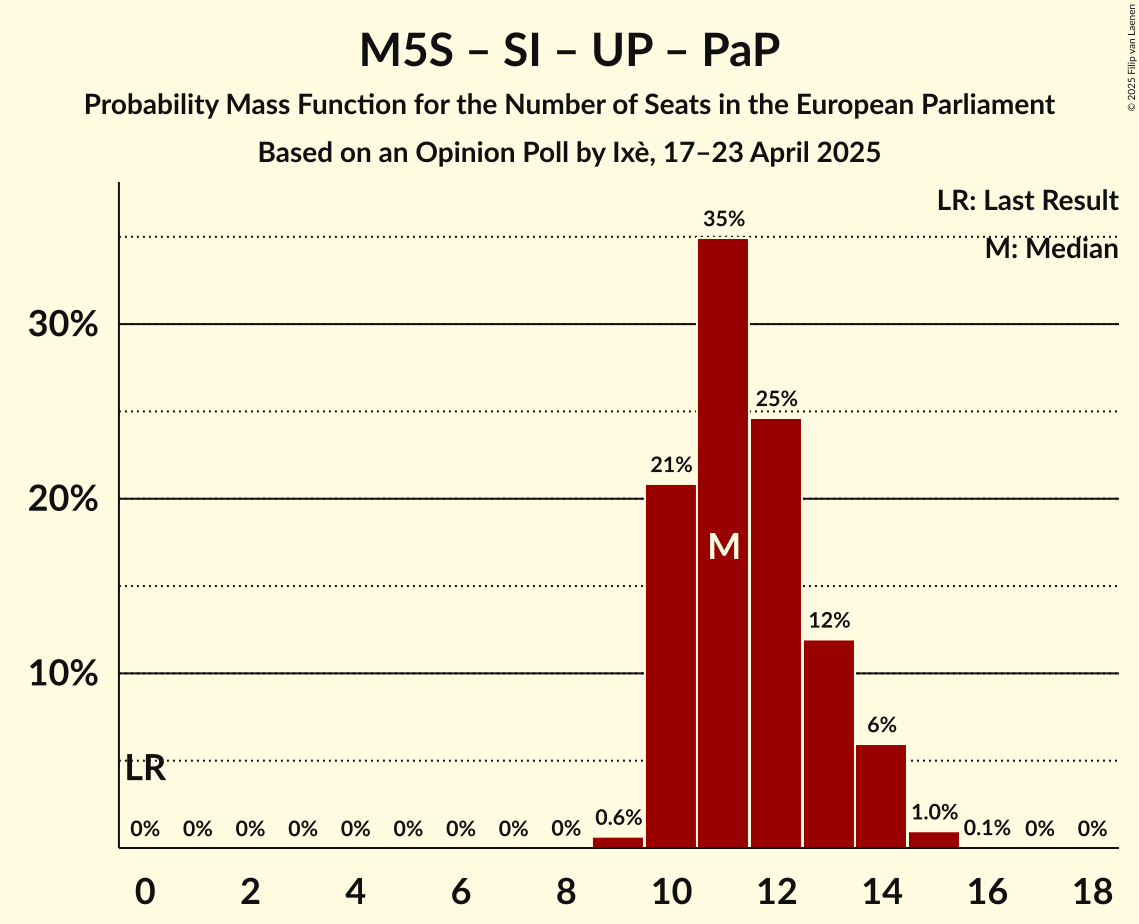 M5S – SI – UP – PaP
Probability Mass Function for the Number of Seats in the European Parliament
Based on an Opinion Poll by Ixè, 17–23 April 2025
© 2025 Filip van Laenen
LR: Last Result
M: Median
30%
20%
10%
35%
25%
21%
M
12%
6%
LR
0% 0% 0% 0% 0% 0% 0% 0% 0% 0.6% 1.0% 0.1% 0% 0%
0 2 4 6 8 10 12 14 16 18